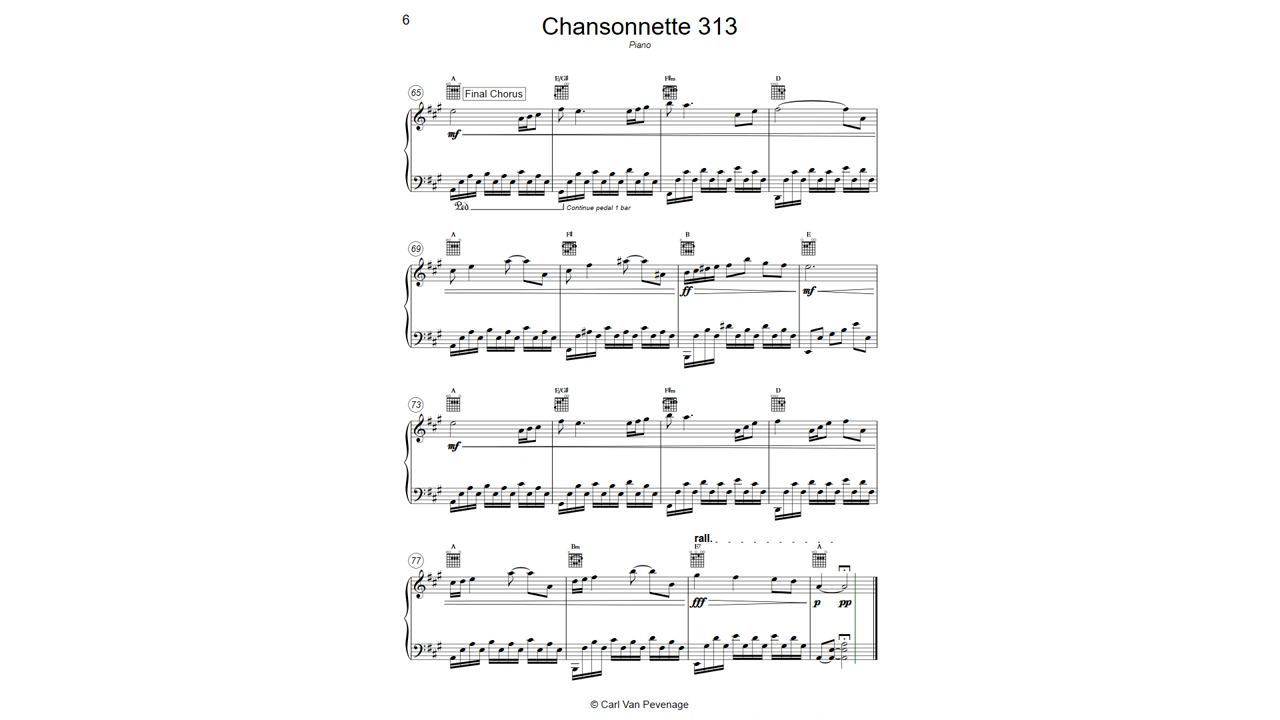 6
Chansonnette 313
Piano
A E/G# F#m D
65 Final Chorus
mf
Ped Continue pedal 1 bar
A F# B E
69
ff mf
A E/G# F#m D
73
mf
rall.
A Bm E7 A
77
fff p pp
© Carl Van Pevenage